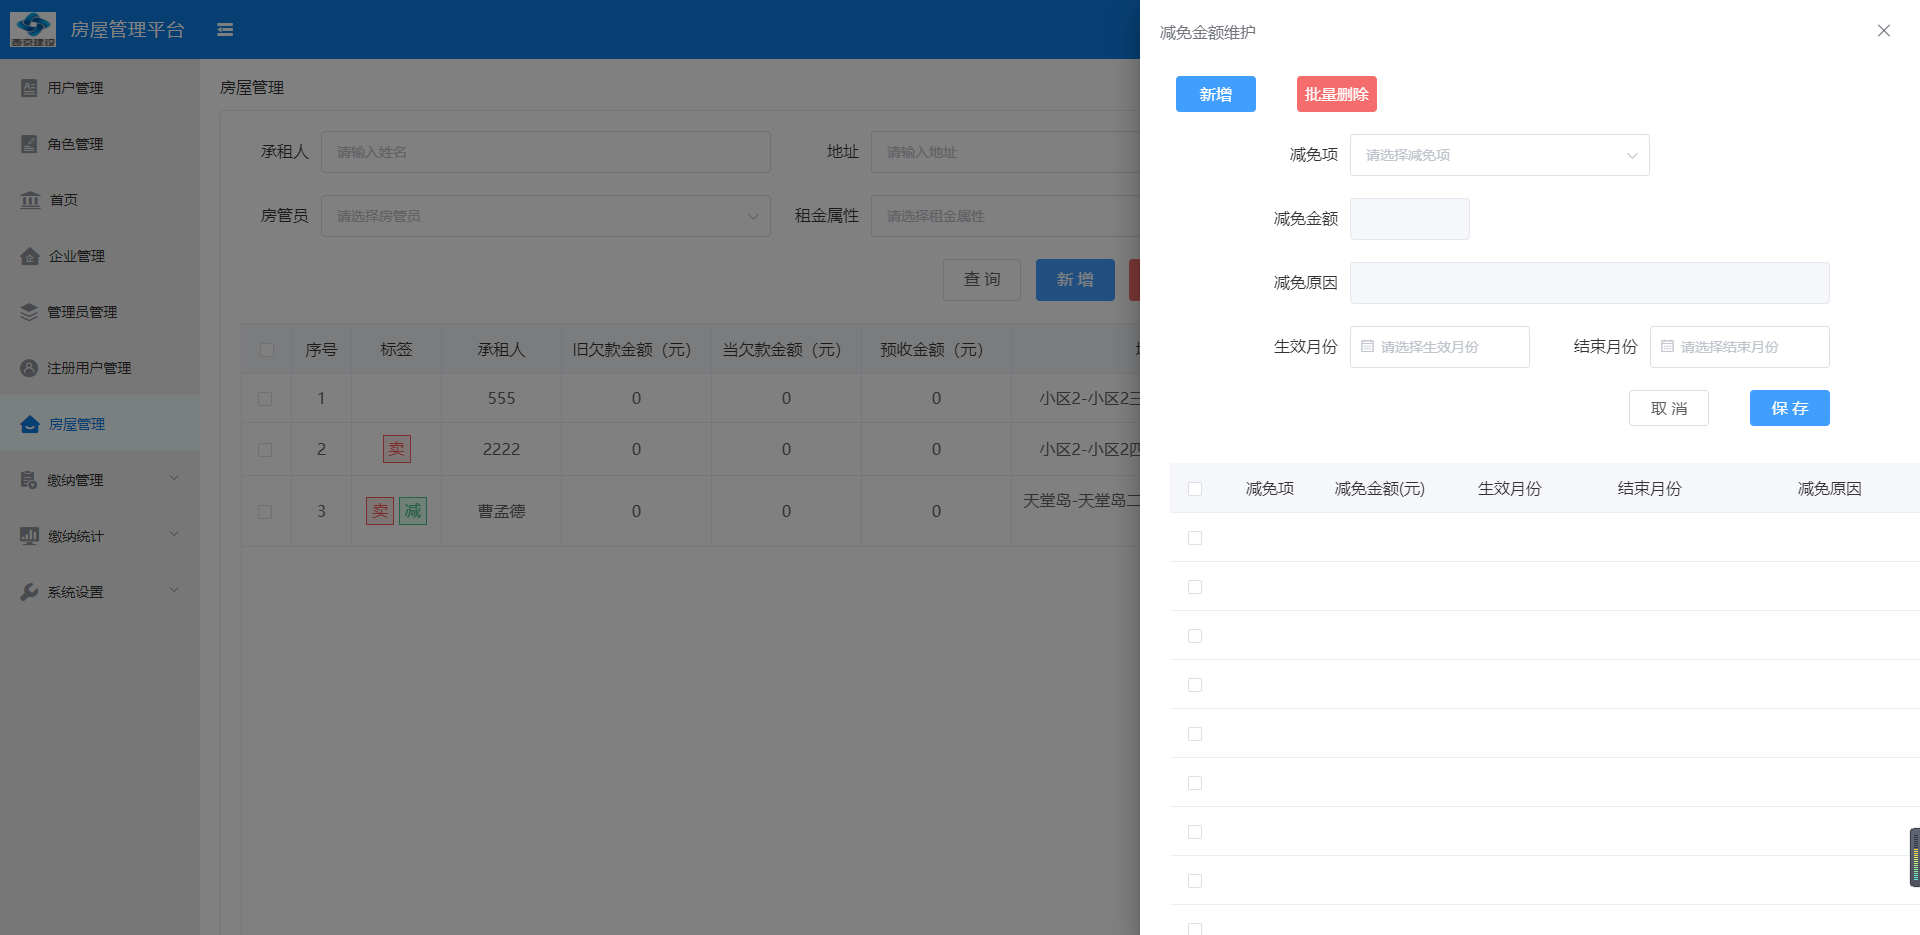 房屋管理平台
用户管理
角色管理
首页
企业管理
管理员管理
注册用户管理
房屋管理
缴纳管理
缴纳统计
系统设置
房屋管理
承租人 请输入姓名 地址 请输入地址
房管员 请选择房管员 租金属性 请选择租金属性
查 询 新 增
序号 标签 承租人 旧欠款金额（元） 当欠款金额（元） 预收金额（元）
1 555 0 0 0 小区2-小区2三
2 卖 2222 0 0 0 小区2-小区2四
3 卖 减 曹孟德 0 0 0 天堂岛-天堂岛二
减免金额维护
新增 批量删除
减免项 请选择减免项
减免金额
减免原因
生效月份 请选择生效月份 结束月份 请选择结束月份
取 消 保 存
减免项 减免金额(元) 生效月份 结束月份 减免原因